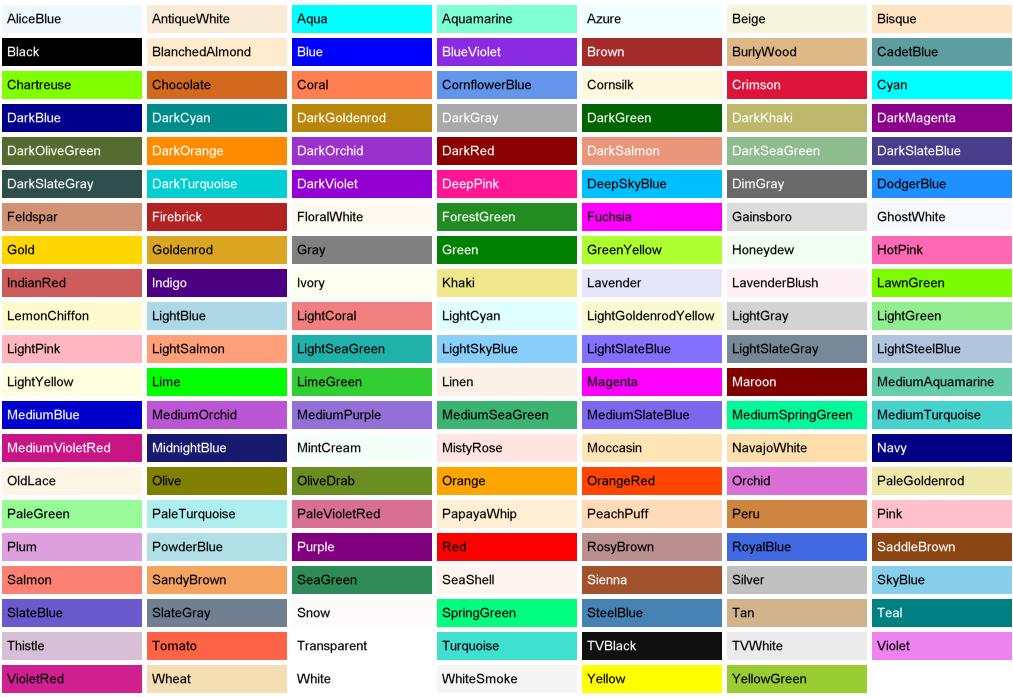 AliceBlue AntiqueWhite Aqua Aquamarine Azure Beige Bisque
Black BlanchedAlmond Blue BlueViolet Brown BurlyWood CadetBlue
Chartreuse Chocolate Coral CornflowerBlue Cornsilk Crimson Cyan
DarkBlue DarkCyan DarkGoldenrod DarkGray DarkGreen DarkKhaki DarkMagenta
DarkOliveGreen DarkOrange DarkOrchid DarkRed DarkSalmon DarkSeaGreen DarkSlateBlue
DarkSlateGray DarkTurquoise DarkViolet DeepPink DeepSkyBlue DimGray DodgerBlue
Feldspar Firebrick FloralWhite ForestGreen Fuchsia Gainsboro GhostWhite
Gold Goldenrod Gray Green GreenYellow Honeydew HotPink
IndianRed Indigo Ivory Khaki Lavender LavenderBlush LawnGreen
LemonChiffon LightBlue LightCoral LightCyan LightGoldenrodYellow LightGray LightGreen
LightPink LightSalmon LightSeaGreen LightSkyBlue LightSlateBlue LightSlateGray LightSteelBlue
LightYellow Lime LimeGreen Linen Magenta Maroon MediumAquamarine
MediumBlue MediumOrchid MediumPurple MediumSeaGreen MediumSlateBlue MediumSpringGreen MediumTurquoise
MediumVioletRed MidnightBlue MintCream MistyRose Moccasin NavajoWhite Navy
OldLace Olive OliveDrab Orange OrangeRed Orchid PaleGoldenrod
PaleGreen PaleTurquoise PaleVioletRed PapayaWhip PeachPuff Peru Pink
Plum PowderBlue Purple Red RosyBrown RoyalBlue SaddleBrown
Salmon SandyBrown SeaGreen SeaShell Sienna Silver SkyBlue
SlateBlue SlateGray Snow SpringGreen SteelBlue Tan Teal
Thistle Tomato Transparent Turquoise TVBlack TVWhite Violet
VioletRed Wheat White WhiteSmoke Yellow YellowGreen